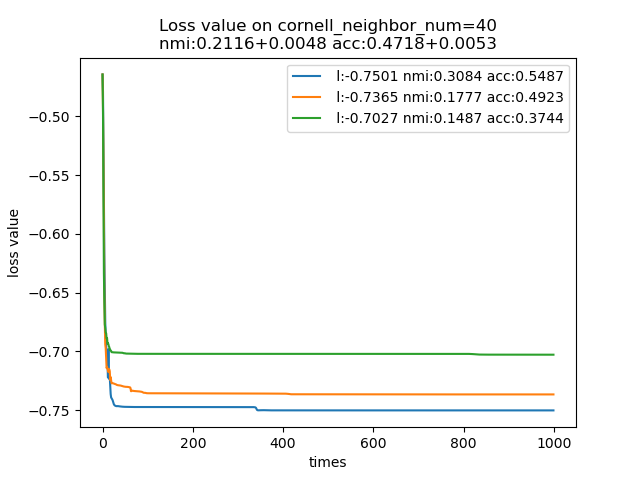 Loss value on cornell_neighbor_num=40
nmi:0.2116+0.0048 acc:0.4718+0.0053
l:-0.7501 nmi:0.3084 acc:0.5487
l:-0.7365 nmi:0.1777 acc:0.4923
l:-0.7027 nmi:0.1487 acc:0.3744
loss value
−0.50
−0.55
−0.60
−0.65
−0.70
−0.75
0 200 400 600 800 1000
times